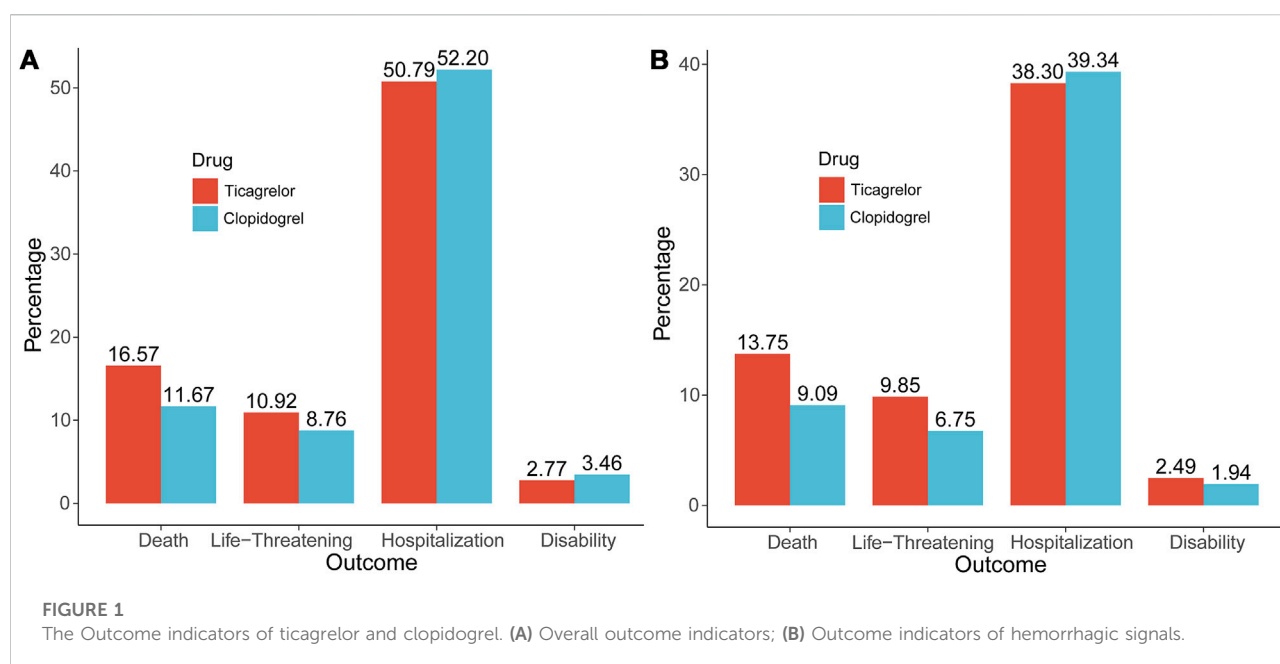 A
Percentage
50
40
30
20
10
0
Drug
Ticagrelor
Clopidogrel
16.57
11.67
10.92
8.76
50.79
52.20
2.77
3.46
Death
Life−Threatening
Hospitalization
Disability
Outcome
B
Percentage
40
30
20
10
0
Drug
Ticagrelor
Clopidogrel
13.75
9.09
9.85
6.75
38.30
39.34
2.49
1.94
Death
Life−Threatening
Hospitalization
Disability
Outcome
FIGURE 1
The Outcome indicators of ticagrelor and clopidogrel. (A) Overall outcome indicators; (B) Outcome indicators of hemorrhagic signals.